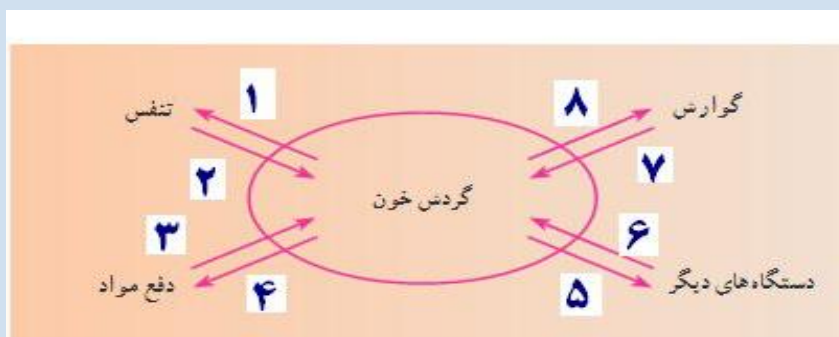 گوارش ۸ ۱ تنفس
۷ ۲
گردش خون
۶ ۳
دستگاه‌های دیگر ۵ ۴ دفع مواد